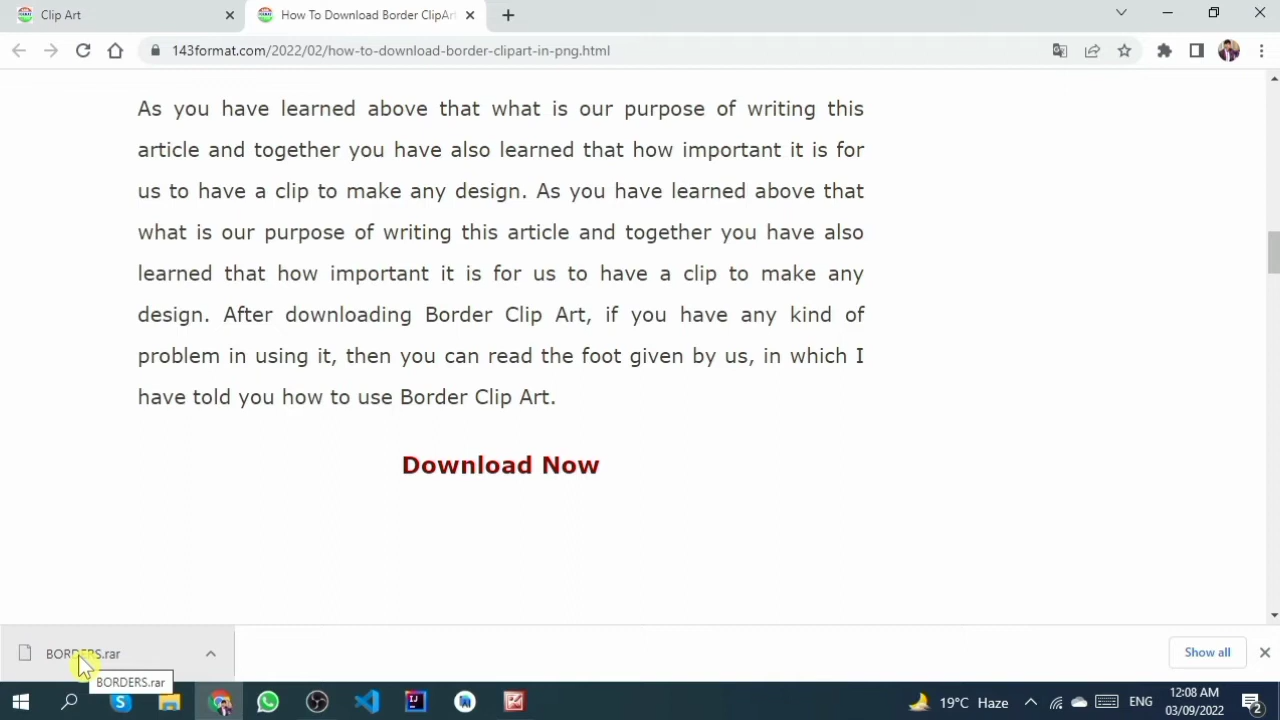 Clip Art
How To Download Border ClipArt
143format.com/2022/02/how-to-download-border-clipart-in-png.html
As you have learned above that what is our purpose of writing this
article and together you have also learned that how important it is for
us to have a clip to make any design. As you have learned above that
what is our purpose of writing this article and together you have also
learned that how important it is for us to have a clip to make any
design. After downloading Border Clip Art, if you have any kind of
problem in using it, then you can read the foot given by us, in which I
have told you how to use Border Clip Art.
Download Now
BORDERS.rar
BORDERS.rar
Show all
19°C Haze
ENG
12:08 AM
03/09/2022
2